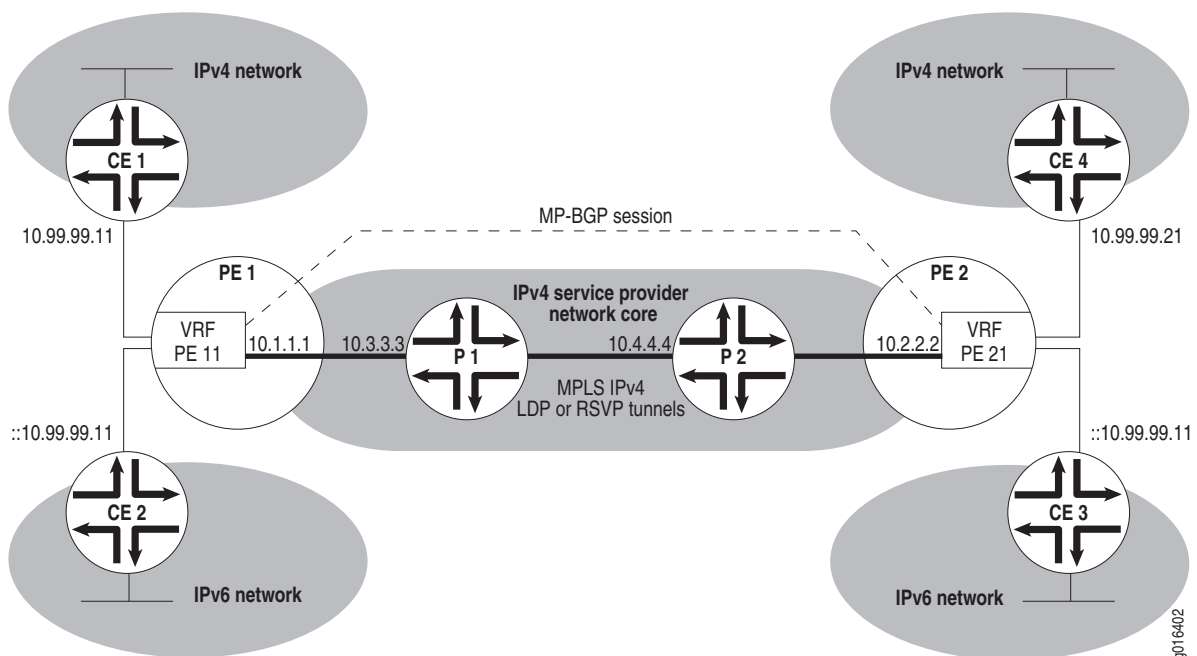 IPv4 network
IPv4 network
CE 1
CE 4
MP-BGP session
10.99.99.11
10.99.99.21
PE 1
PE 2
IPv4 service provider
network core
VRF
PE 11
10.1.1.1
10.3.3.3
P 1
10.4.4.4
P 2
10.2.2.2
VRF
PE 21
MPLS IPv4
LDP or RSVP tunnels
::10.99.99.11
::10.99.99.11
CE 2
CE 3
IPv6 network
IPv6 network
g016402